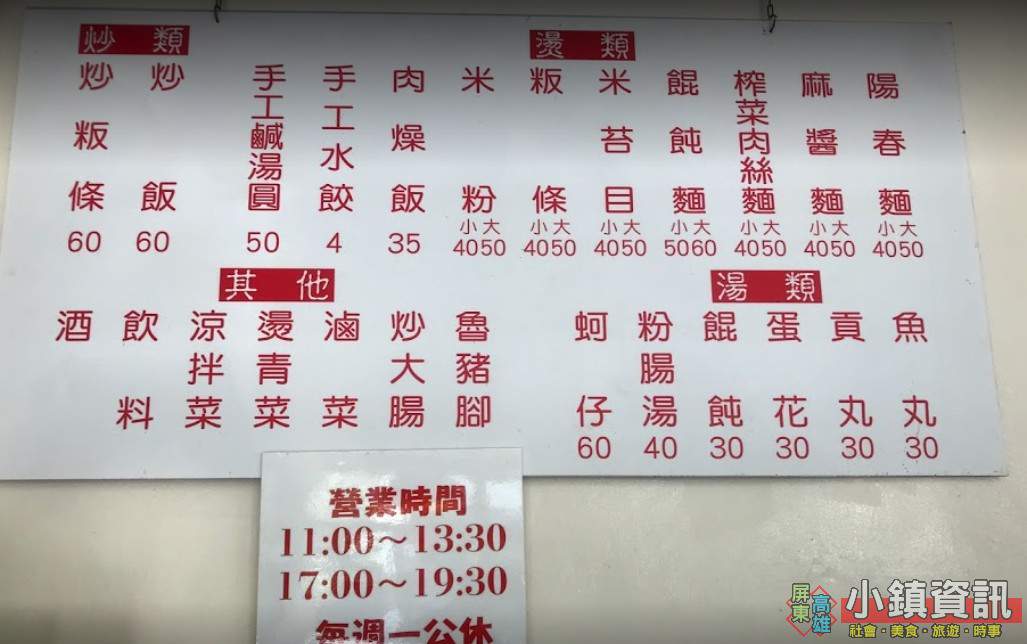 燙類
陽春麵
小大
4050
麻醬麵
小大
4050
榨菜肉絲麵
小大
4050
餛飩麵
小大
5060
米苔目
小大
4050
粄條
小大
4050
米粉
小大
4050
肉燥飯
35
手工水餃
4
手工鹹湯圓
50
炒類
炒飯
60
炒粄條
60
湯類
魚丸
30
貢丸
30
蛋花
30
餛飩
30
粉腸湯
40
蚵仔
60
其他
魯豬腳
炒大腸
滷菜
燙青菜
涼拌菜
飲料
酒
營業時間
11:00～13:30
17:00～19:30
每週一公休
屏東
高雄
小鎮資訊
社會·美食·旅遊·時事